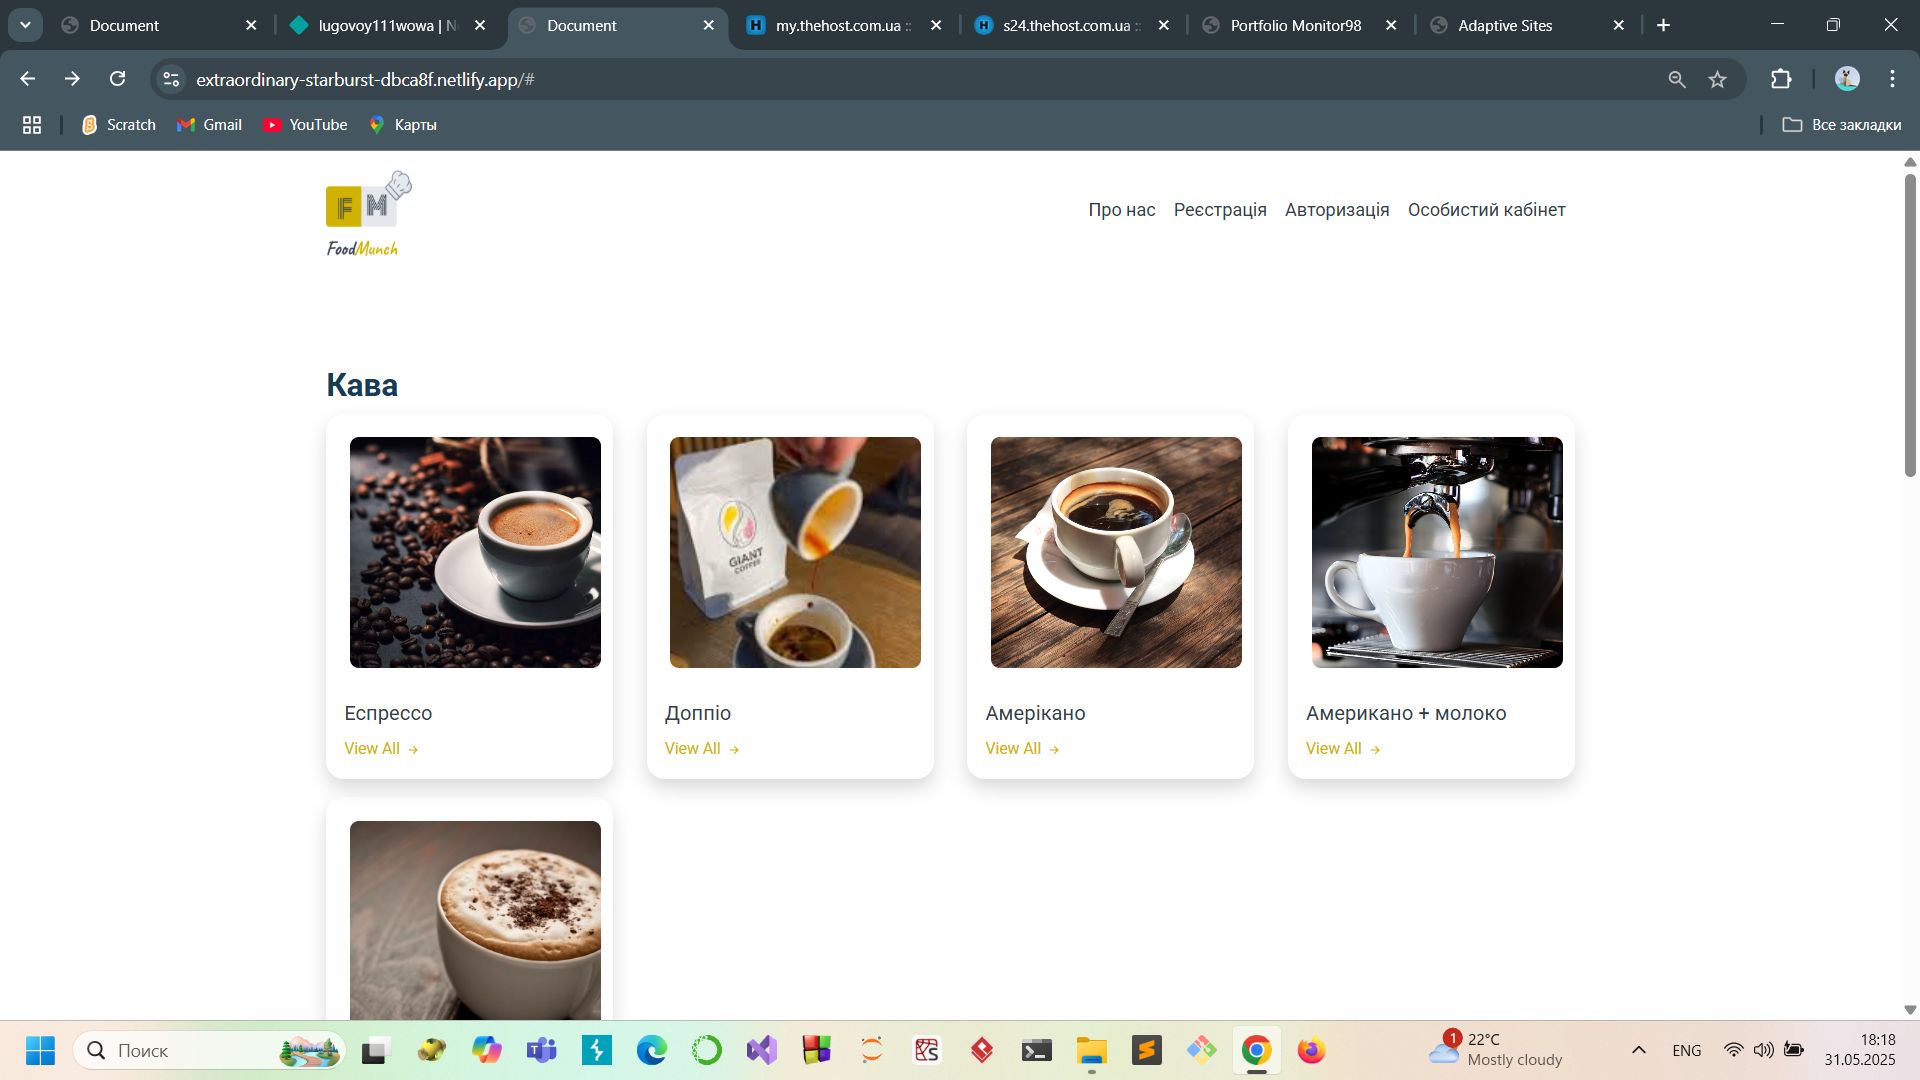 Document
lugovoy111wowa | N
Document
my.thehost.com.ua ::
s24.thehost.com.ua ::
Portfolio Monitor98
Adaptive Sites
extraordinary-starburst-dbca8f.netlify.app/#
Scratch
Gmail
YouTube
Карты
Все закладки
FM
FoodMunch
Про нас
Реєстрація
Авторизація
Особистий кабінет
Кава
GIANT
COFFEE
Еспрессо
Доппіо
Амерікано
Американо + молоко
View All →
View All →
View All →
View All →
Поиск
1
22°C
Mostly cloudy
ENG
18:18
31.05.2025